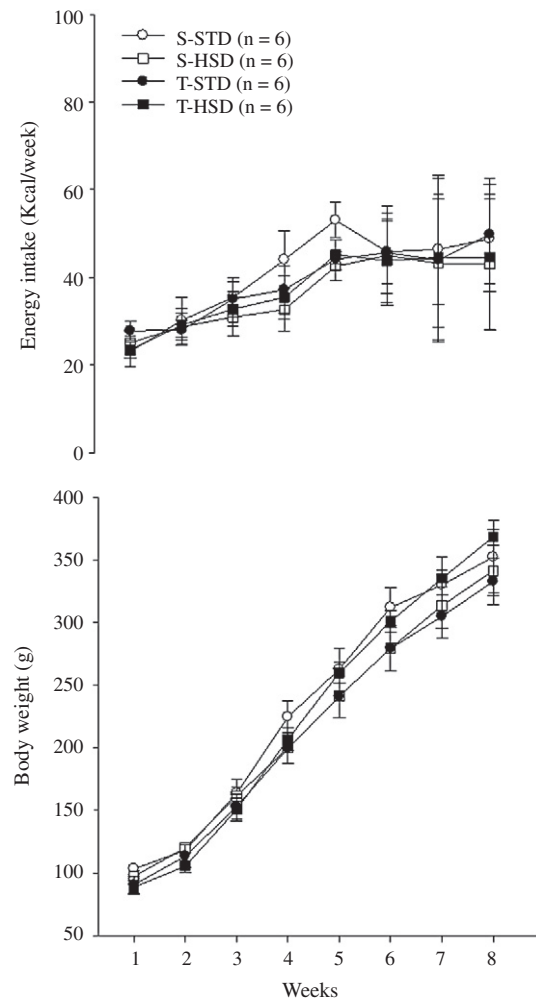 S-STD (n = 6)
S-HSD (n = 6)
T-STD (n = 6)
T-HSD (n = 6)
Energy intake (Kcal/week)
100
80
60
40
20
0
Body weight (g)
400
350
300
250
200
150
100
50
1 2 3 4 5 6 7 8
Weeks